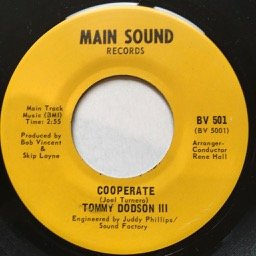 MAIN SOUND
RECORDS
Main Track
Music (BMI)
Time: 2:55
Produced by
Bob Vincent &
Skip Layne
BV 501
(BV 5001)
Arranger-
Conductor
Rene Hall
COOPERATE
(Joel Turnero)
TOMMY DODSON III
Engineered by Juddy Phillips/
Sound Factory